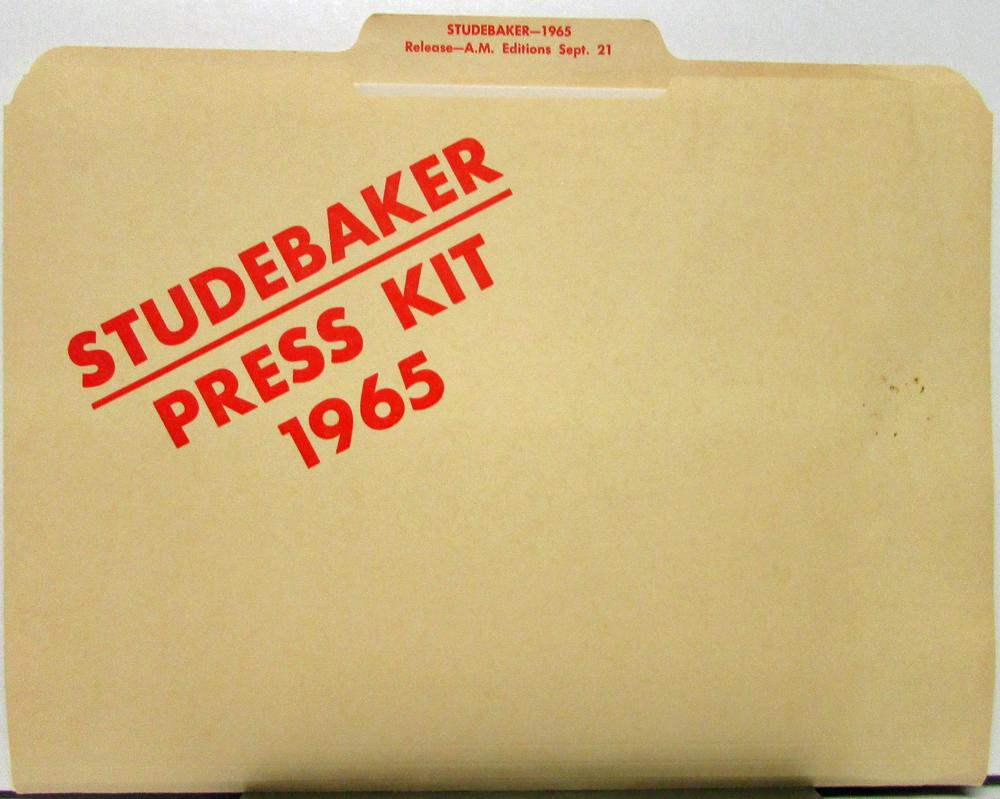 STUDEBAKER—1965
Release—A.M. Editions Sept. 21
STUDEBAKER
PRESS KIT
1965